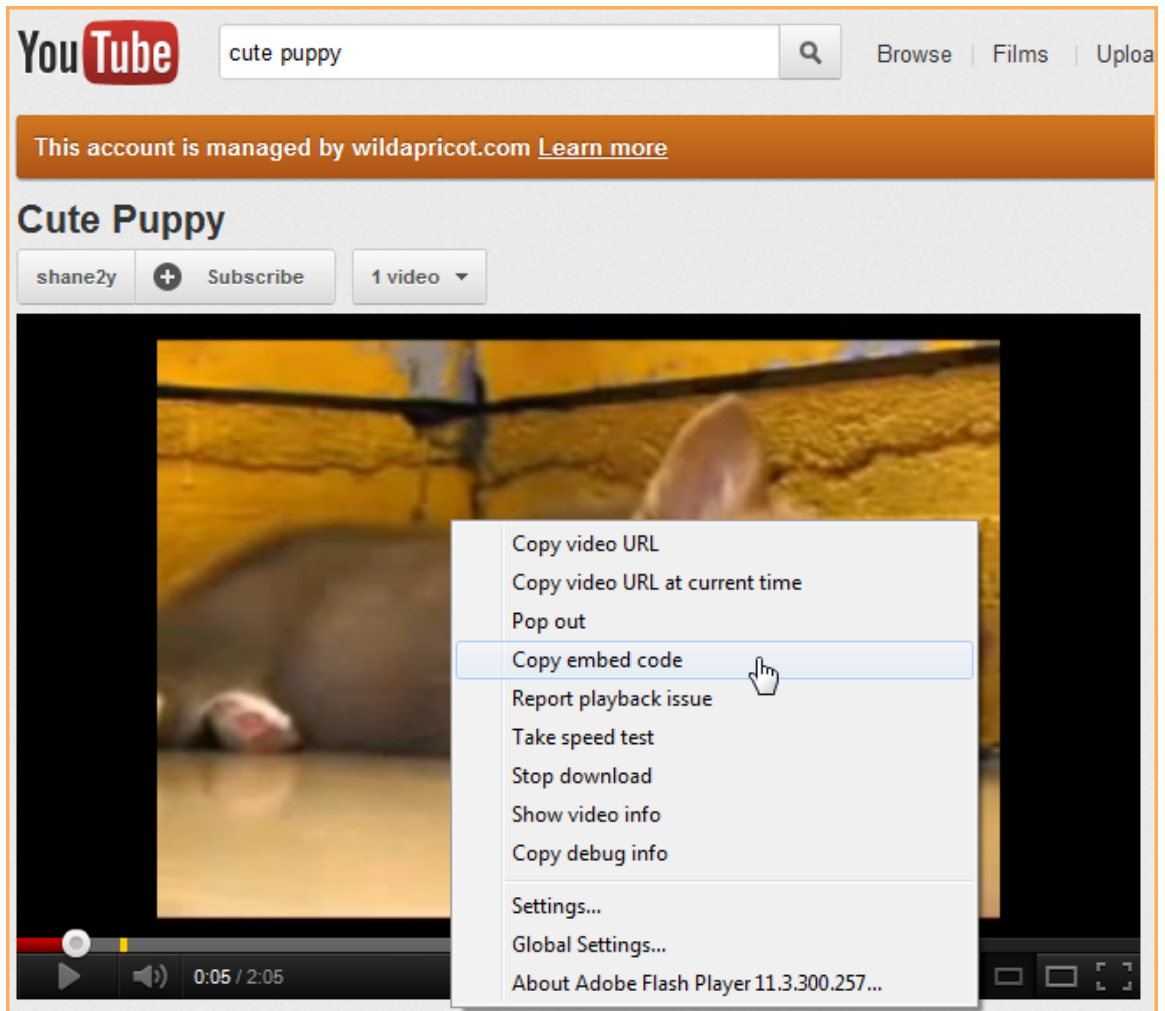 YouTube
cute puppy
Browse | Films | Uploa
This account is managed by wildapricot.com Learn more
Cute Puppy
shane2y Subscribe 1 video
Copy video URL
Copy video URL at current time
Pop out
Copy embed code
Report playback issue
Take speed test
Stop download
Show video info
Copy debug info
Settings...
Global Settings...
About Adobe Flash Player 11.3.300.257...
0:05 / 2:05